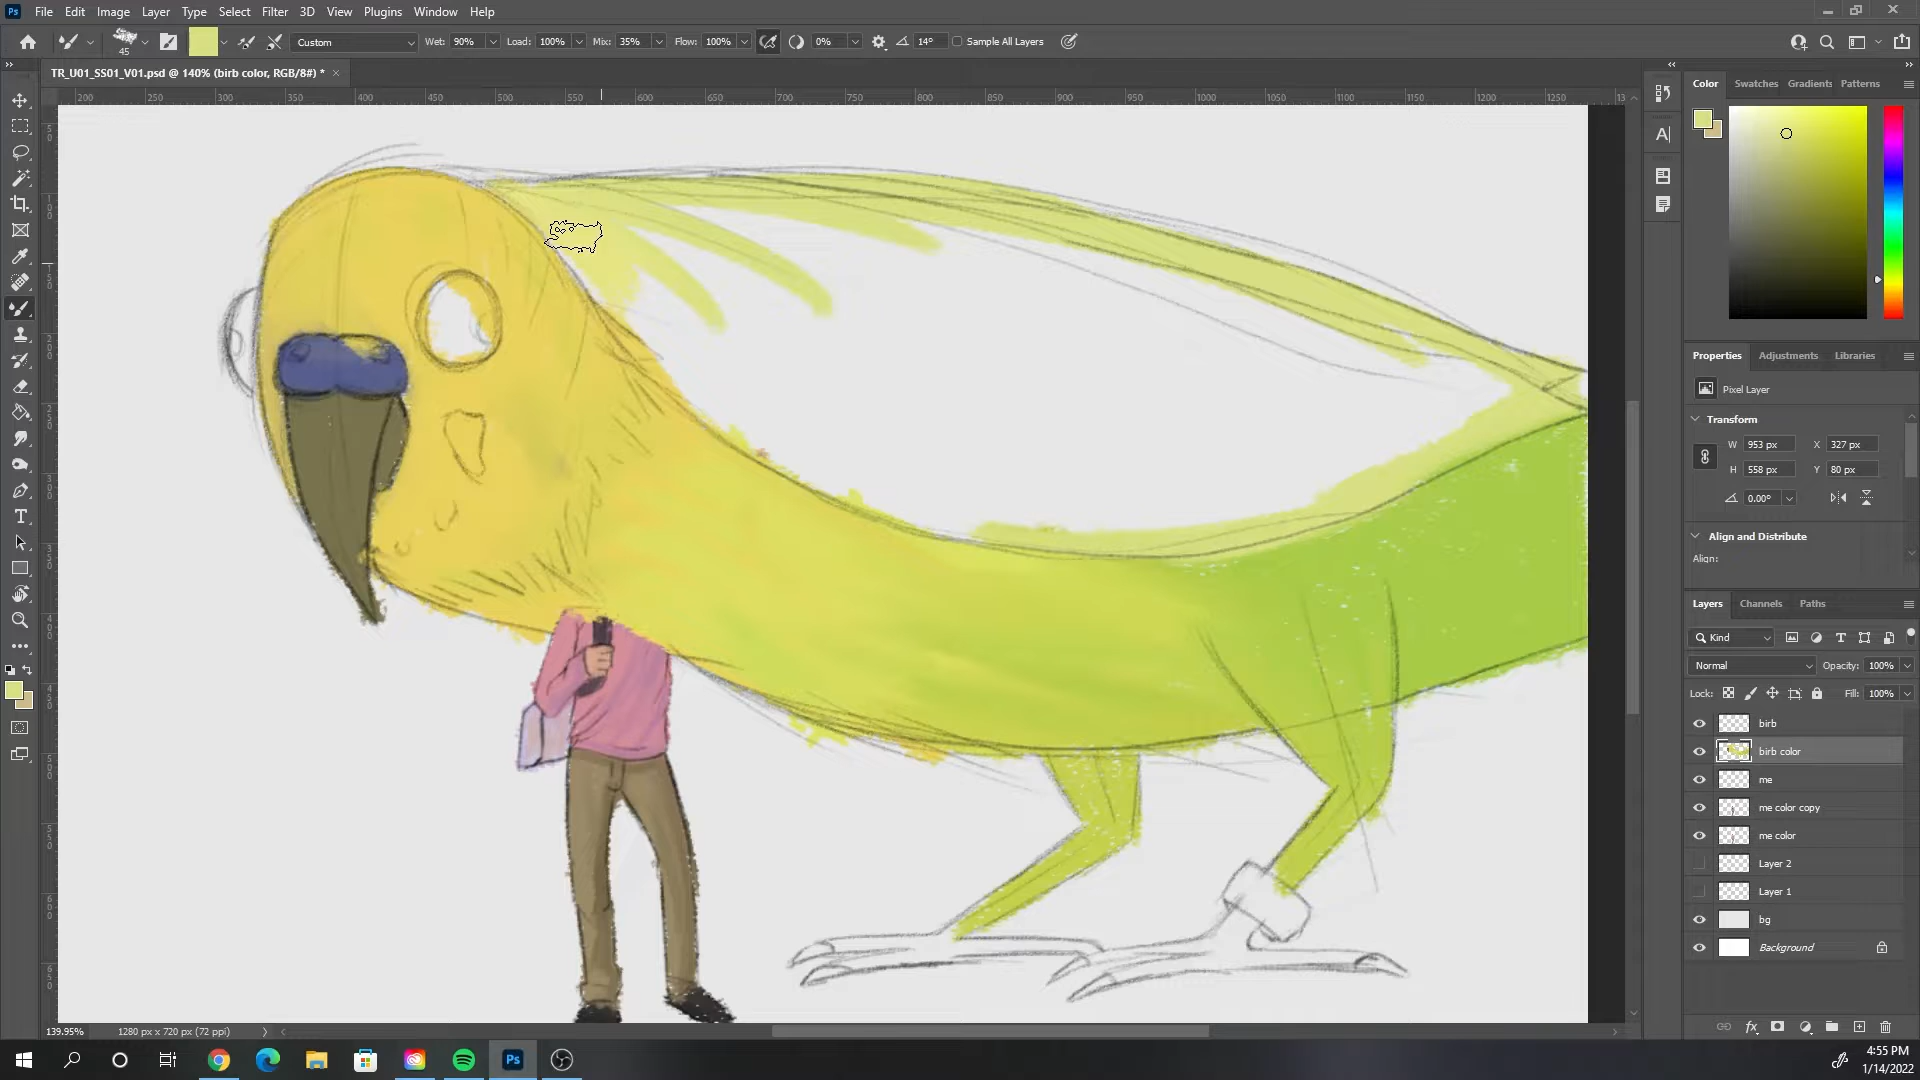 Ps File Edit Image Layer Type Select Filter 3D View Plugins Window Help
45 Custom Wet: 90% Load: 100% Mix: 35% Flow: 100% 0% 14° Sample All Layers
TR_U01_SS01_V01.psd @ 140% (birb color, RGB/8#) * ×
200 250 300 350 400 450 500 550 600 650 700 750 800 850 900 950 1000 1050 1100 1150 1200 1250
Color Swatches Gradients Patterns
Properties Adjustments Libraries
Pixel Layer
Transform
W 953 px X 327 px
H 558 px Y 80 px
0.00°
Align and Distribute
Align:
Layers Channels Paths
Kind
Normal Opacity: 100%
Lock: Fill: 100%
birb
birb color
me
me color copy
me color
Layer 2
Layer 1
bg
Background
139.95% 1280 px x 720 px (72 ppi)
Ps
4:55 PM
1/14/2022